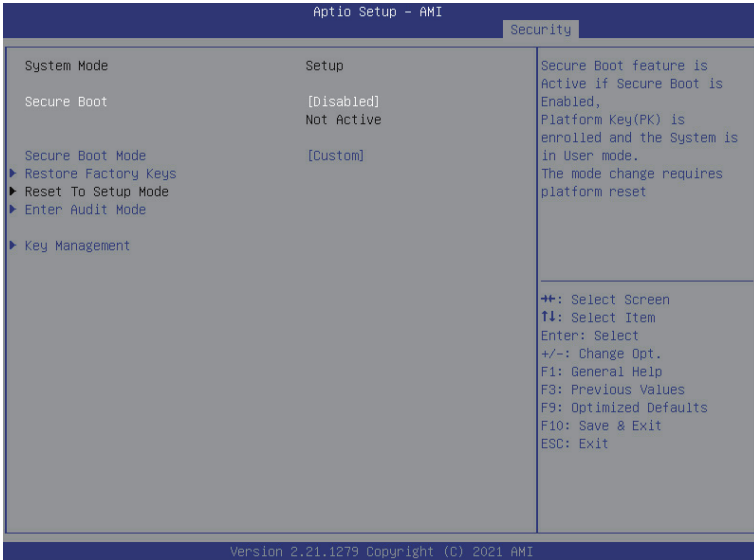 Aptio Setup – AMI
Security
System Mode Setup
Secure Boot [Disabled]
Not Active
Secure Boot Mode [Custom]
Restore Factory Keys
Reset To Setup Mode
Enter Audit Mode
Key Management
Secure Boot feature is
Active if Secure Boot is
Enabled,
Platform Key(PK) is
enrolled and the System is
in User mode.
The mode change requires
platform reset
→←: Select Screen
↑↓: Select Item
Enter: Select
+/-: Change Opt.
F1: General Help
F3: Previous Values
F9: Optimized Defaults
F10: Save & Exit
ESC: Exit
Version 2.21.1279 Copyright (C) 2021 AMI